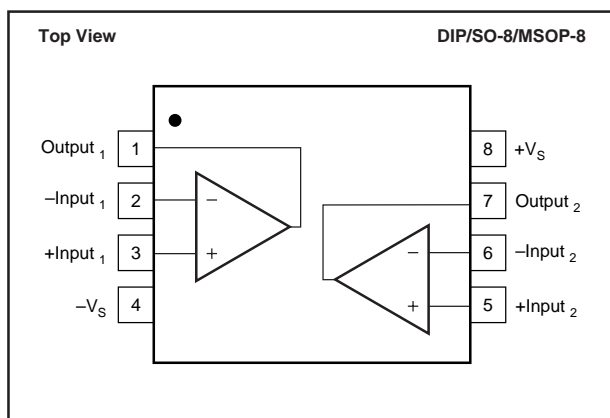 Top View
DIP/SO-8/MSOP-8
Output 1
1
8
+VS
–Input 1
2
−
7
Output 2
+Input 1
3
+
−
6
–Input 2
–VS
4
+
5
+Input 2